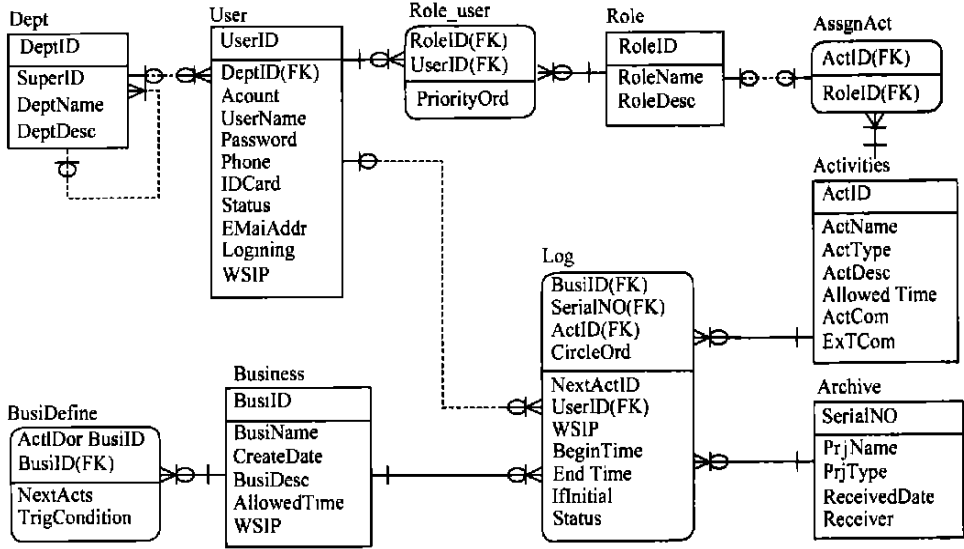 Dept
DeptID
SuperID
DeptName
DeptDesc
User
UserID
DeptID(FK)
Acount
UserName
Password
Phone
IDCard
Status
EMaiAddr
Logining
WSIP
Role_user
RoleID(FK)
UserID(FK)
PriorityOrd
Role
RoleID
RoleName
RoleDesc
AssgnAct
ActID(FK)
RoleID(FK)
Activities
ActID
ActName
ActType
ActDesc
Allowed Time
ActCom
ExTCom
Log
BusiID(FK)
SerialNO(FK)
ActID(FK)
CircleOrd
NextActID
UserID(FK)
WSIP
BeginTime
End Time
IfInitial
Status
Business
BusiID
BusiName
CreateDate
BusiDesc
AllowedTime
WSIP
BusiDefine
ActIDor BusiID
BusiID(FK)
NextActs
TrigCondition
Archive
SerialNO
PrjName
PrjType
ReceivedDate
Receiver